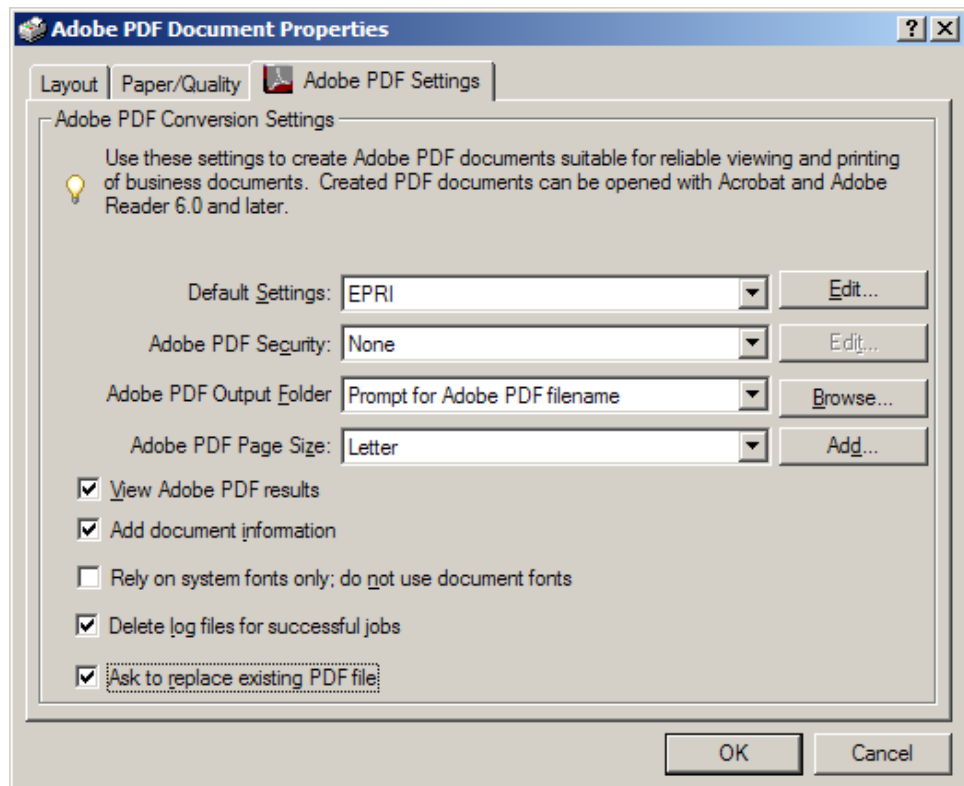 Adobe PDF Document Properties
Layout Paper/Quality Adobe PDF Settings
Adobe PDF Conversion Settings
Use these settings to create Adobe PDF documents suitable for reliable viewing and printing
of business documents. Created PDF documents can be opened with Acrobat and Adobe
Reader 6.0 and later.
Default Settings: EPRI Edit...
Adobe PDF Security: None Edit...
Adobe PDF Output Folder Prompt for Adobe PDF filename Browse...
Adobe PDF Page Size: Letter Add...
View Adobe PDF results
Add document information
Rely on system fonts only; do not use document fonts
Delete log files for successful jobs
Ask to replace existing PDF file
OK Cancel